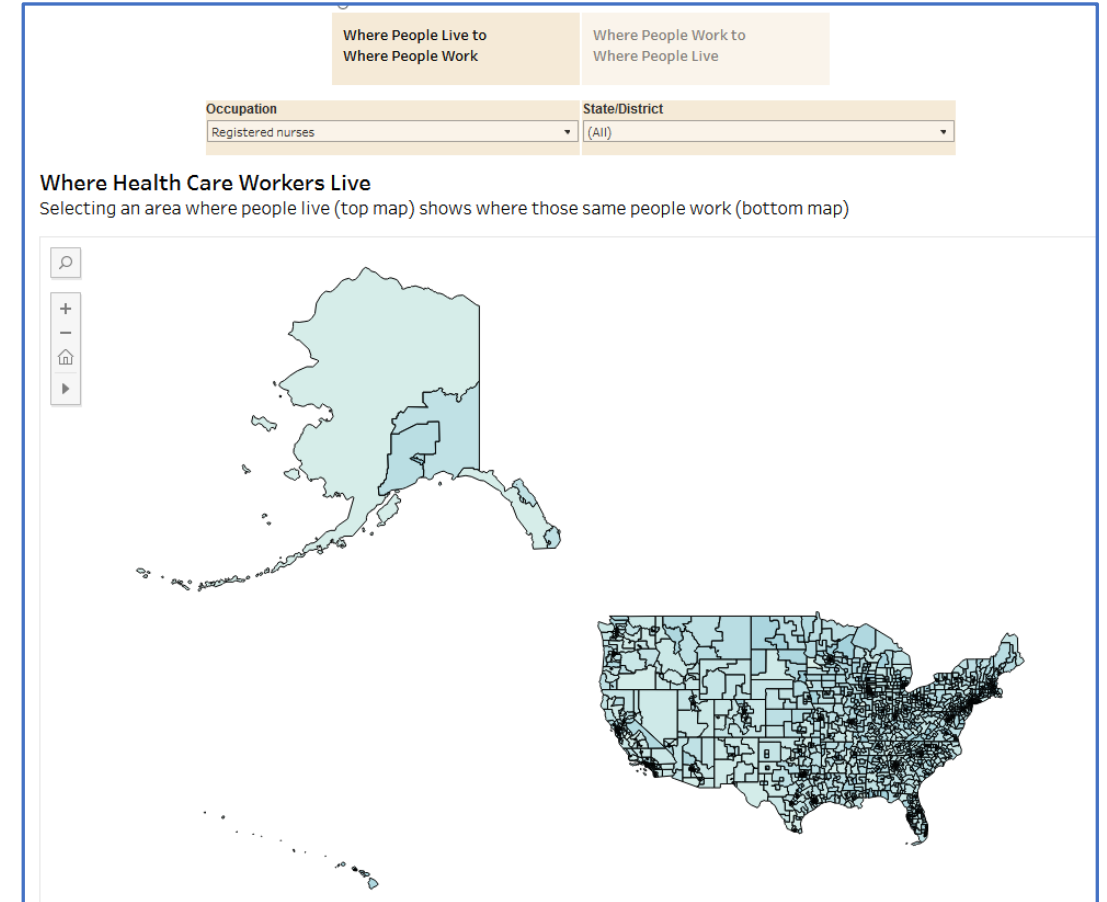 Where People Live to
Where People Work
Where People Work to
Where People Live
Occupation
State/District
Registered nurses
(All)
Where Health Care Workers Live
Selecting an area where people live (top map) shows where those same people work (bottom map)